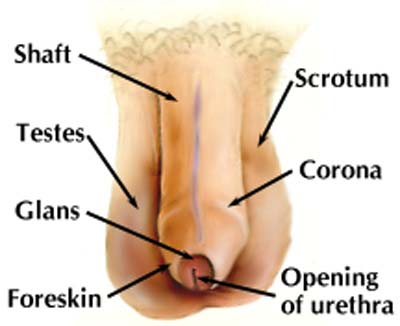 Shaft
Scrotum
Testes
Corona
Glans
Foreskin
Opening
of urethra